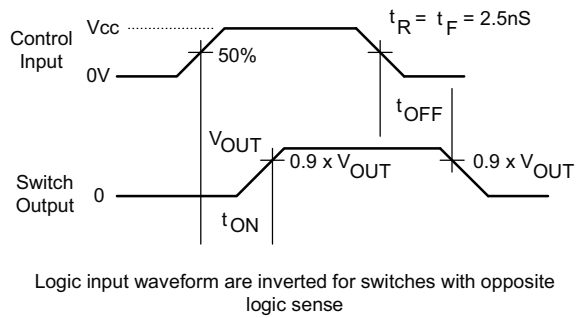 Vcc
tR = tF = 2.5nS
Control
Input
50%
0V
tOFF
VOUT
0.9 x VOUT
0.9 x VOUT
Switch
Output
0
tON
Logic input waveform are inverted for switches with opposite
logic sense